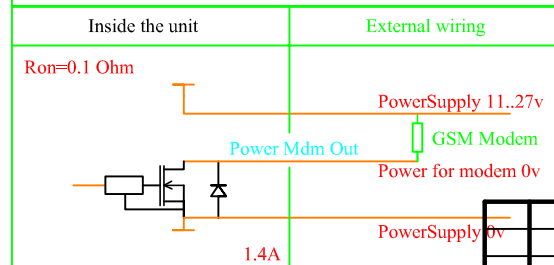 Inside the unit
External wiring
Ron=0.1 Ohm
PowerSupply 11..27v
GSM Modem
Power Mdm Out
Power for modem 0v
PowerSupply 0v
1.4A